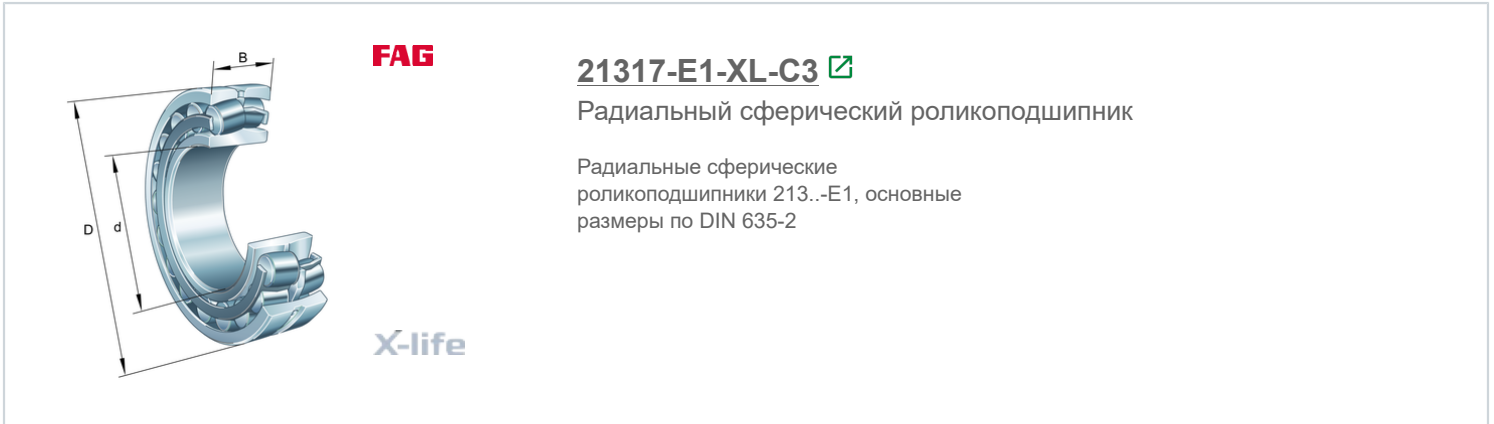 B
FAG
21317-E1-XL-C3
Радиальный сферический роликоподшипник
Радиальные сферические
роликоподшипники 213..-E1, основные
размеры по DIN 635-2
D
d
X-life